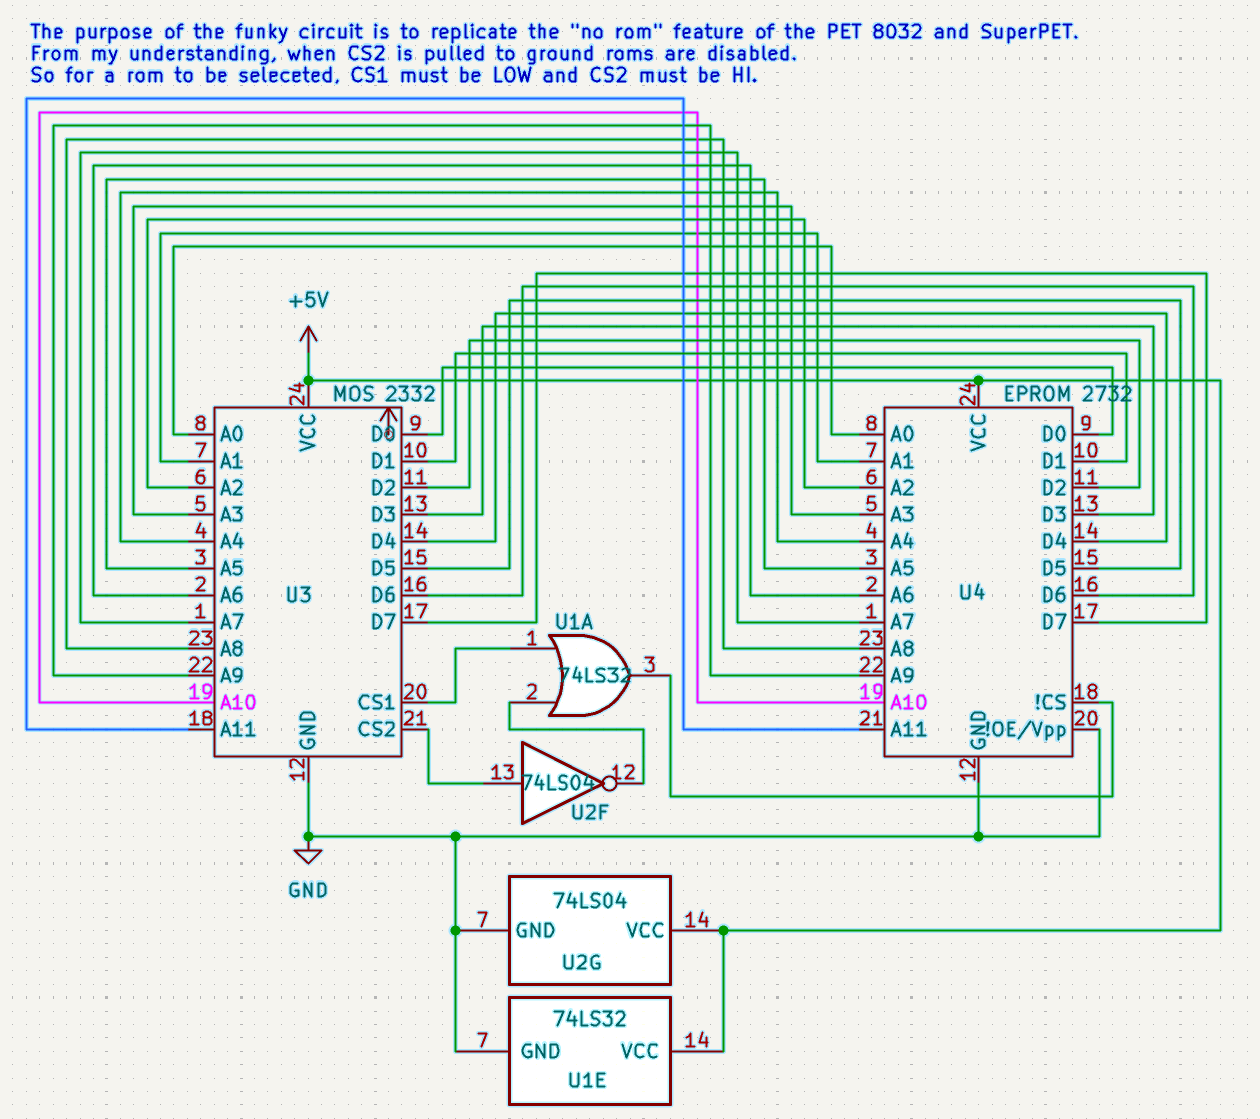 The purpose of the funky circuit is to replicate the "no rom" feature of the PET 8032 and SuperPET.
From my understanding, when CS2 is pulled to ground roms are disabled.
So for a rom to be seleceted, CS1 must be LOW and CS2 must be HI.
+5V
24
VCC
MOS 2332
8 A0 D0 9
7 A1 D1 10
6 A2 D2 11
5 A3 D3 13
4 A4 D4 14
3 A5 D5 15
2 A6 D6 16
U3
1 A7 D7 17
23 A8
22 A9
19 A10 CS1 20
18 A11 CS2 21
GND
12
GND
U1A
1
74LS32 3
2
13 74LS04 12
U2F
24
VCC
EPROM 2732
8 A0 D0 9
7 A1 D1 10
6 A2 D2 11
5 A3 D3 13
4 A4 D4 14
3 A5 D5 15
2 A6 D6 16
U4
1 A7 D7 17
23 A8
22 A9
19 A10 !CS 18
21 A11 !OE/Vpp 20
GND
12
74LS04
7 GND VCC 14
U2G
74LS32
7 GND VCC 14
U1E